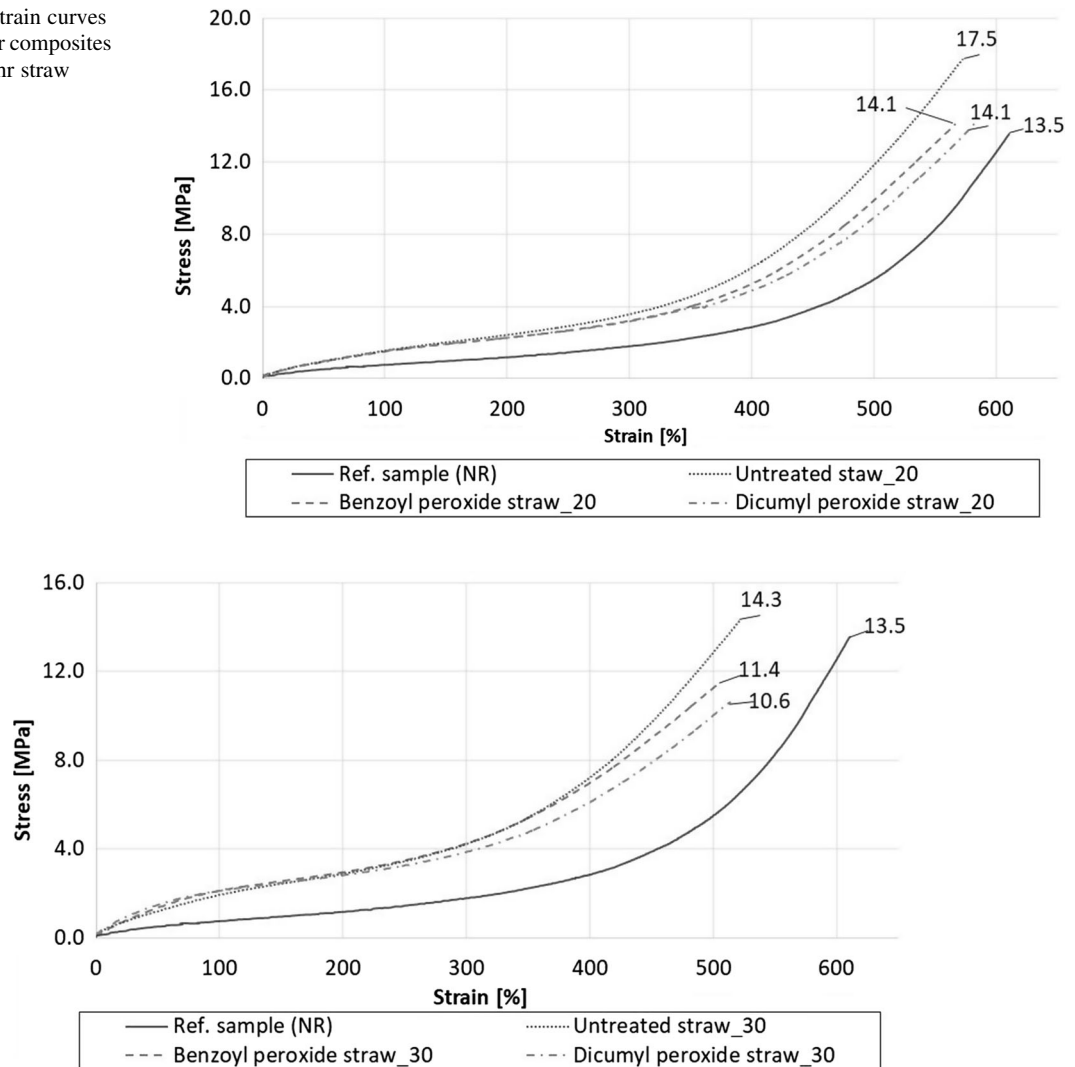 train curves
r composites
nr straw
20.0
17.5
16.0
14.1
14.1
13.5
12.0
8.0
4.0
0.0
Stress [MPa]
0 100 200 300 400 500 600
Strain [%]
Ref. sample (NR) Untreated staw_20
Benzoyl peroxide straw_20 Dicumyl peroxide straw_20
16.0
14.3
13.5
12.0
11.4
10.6
8.0
4.0
0.0
Stress [MPa]
0 100 200 300 400 500 600
Strain [%]
Ref. sample (NR) Untreated straw_30
Benzoyl peroxide straw_30 Dicumyl peroxide straw_30